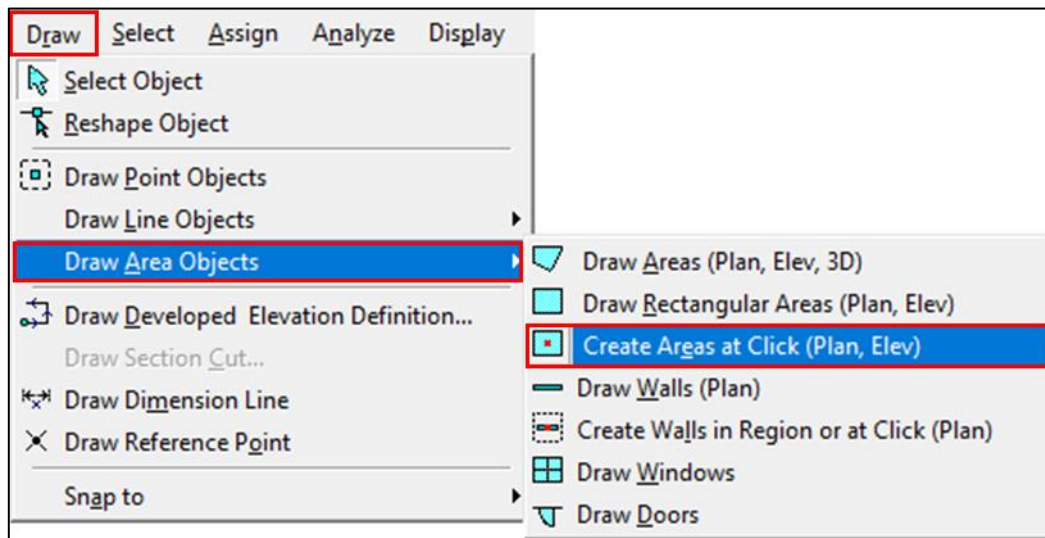 Draw Select Assign Analyze Display
Select Object
Reshape Object
Draw Point Objects
Draw Line Objects
Draw Area Objects
Draw Developed Elevation Definition...
Draw Section Cut...
Draw Dimension Line
Draw Reference Point
Snap to
Draw Areas (Plan, Elev, 3D)
Draw Rectangular Areas (Plan, Elev)
Create Areas at Click (Plan, Elev)
Draw Walls (Plan)
Create Walls in Region or at Click (Plan)
Draw Windows
Draw Doors